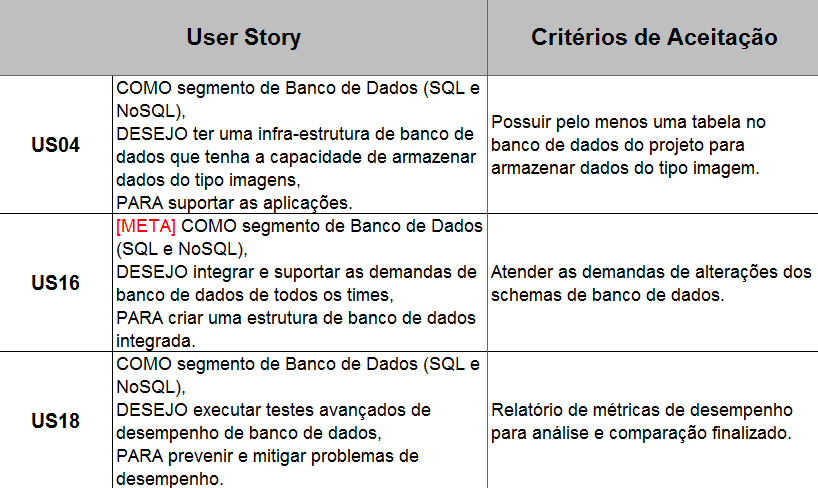 User Story
Critérios de Aceitação
US04
COMO segmento de Banco de Dados (SQL e
NoSQL),
DESEJO ter uma infra-estrutura de banco de
dados que tenha a capacidade de armazenar
dados do tipo imagens,
PARA suportar as aplicações.
Possuir pelo menos uma tabela no
banco de dados do projeto para
armazenar dados do tipo imagem.
US16
[META] COMO segmento de Banco de Dados
(SQL e NoSQL),
DESEJO integrar e suportar as demandas de
banco de dados de todos os times,
PARA criar uma estrutura de banco de dados
integrada.
Atender as demandas de alterações dos
schemas de banco de dados.
US18
COMO segmento de Banco de Dados (SQL e
NoSQL),
DESEJO executar testes avançados de
desempenho de banco de dados,
PARA prevenir e mitigar problemas de
desempenho.
Relatório de métricas de desempenho
para análise e comparação finalizado.